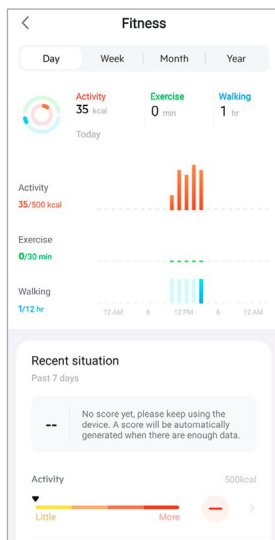 Fitness
Day Week Month Year
Activity Exercise Walking
35 kcal 0 min 1 hr
Today
Activity
35/500 kcal
Exercise
0/30 min
Walking
1/12 hr
12 AM 6 12 PM 6 12 AM
Recent situation
Past 7 days
-- No score yet, please keep using the
device. A score will be automatically
generated when there are enough data.
Activity 500kcal
Little More